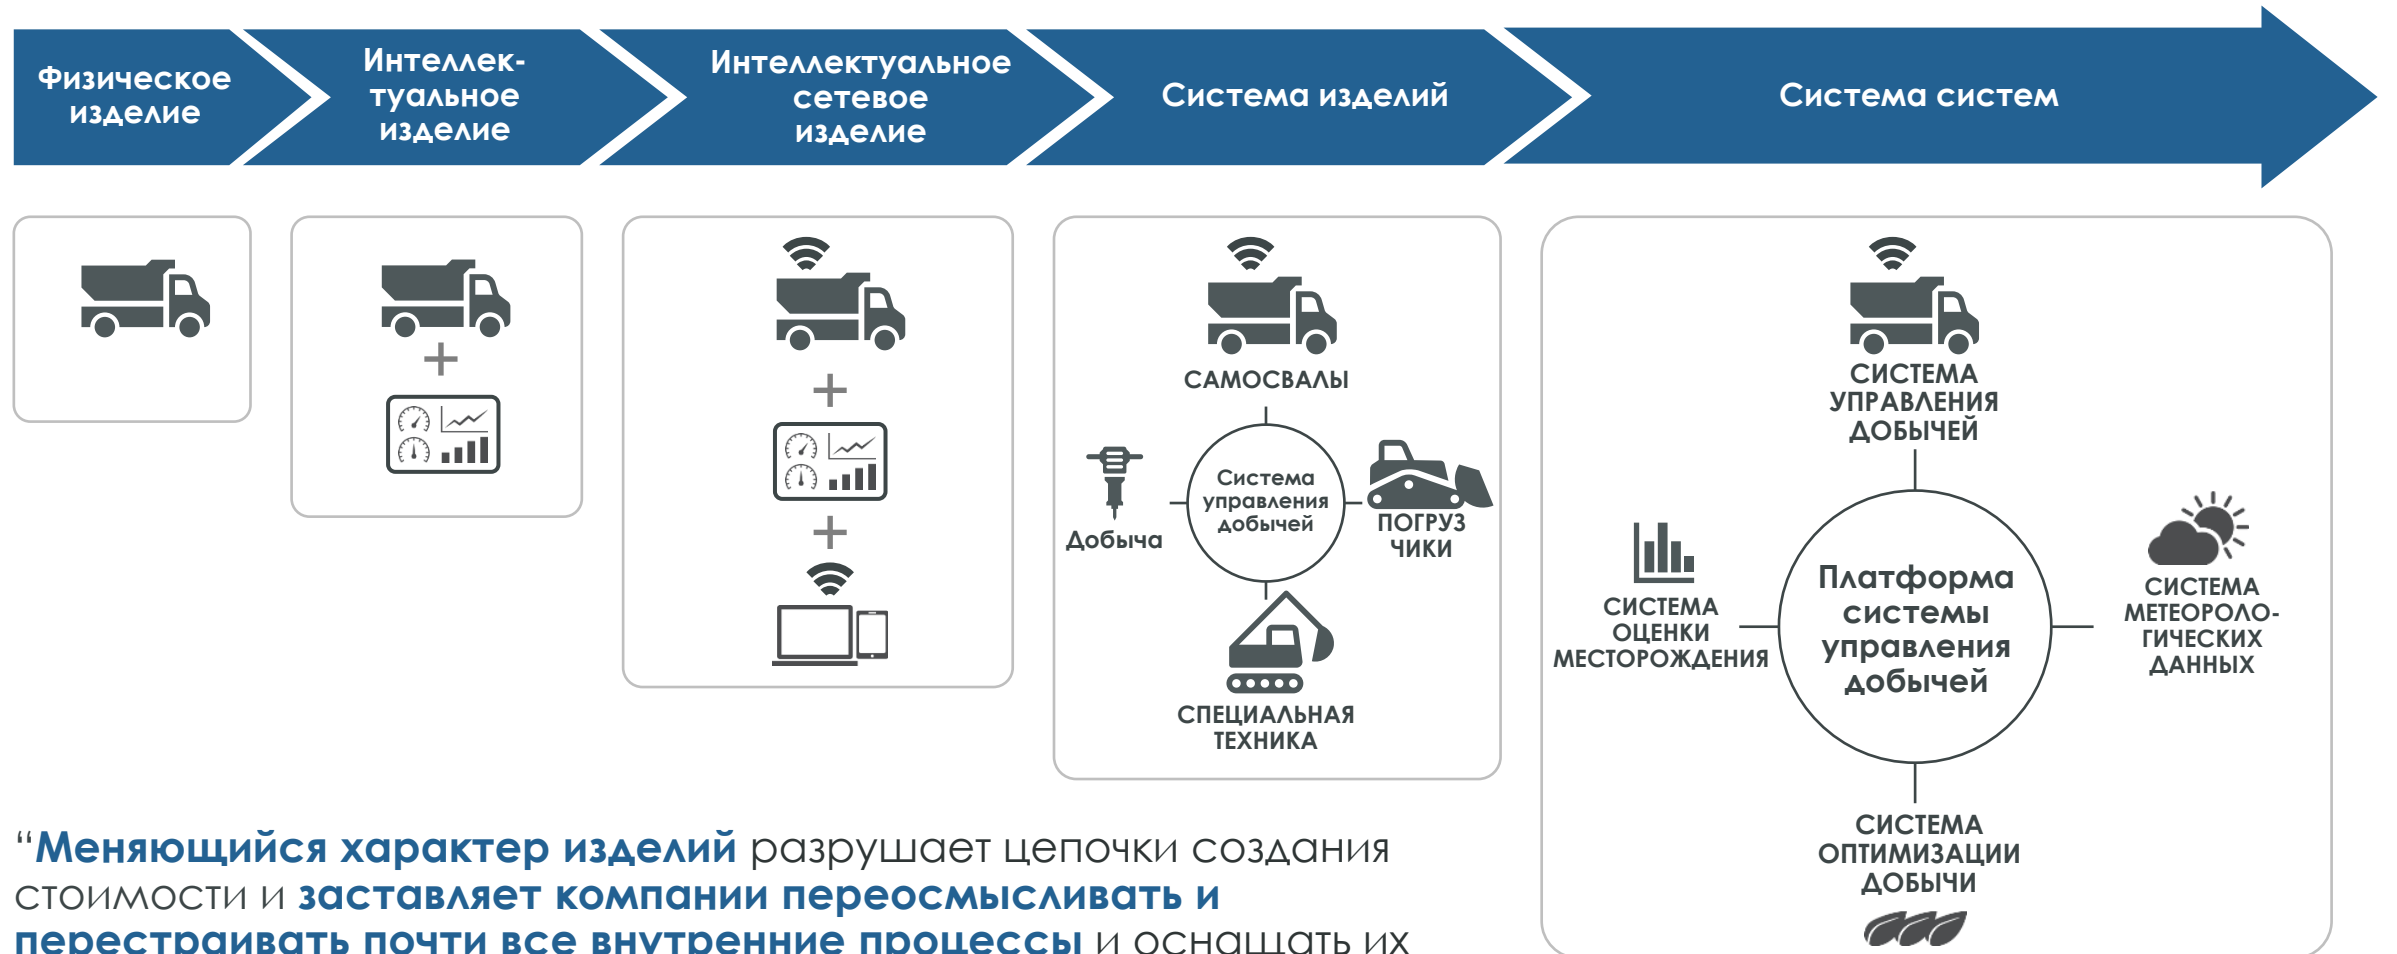 Физическое
изделие
Интеллек-
туальное
изделие
Интеллектуальное
сетевое
изделие
Система изделий
Система систем
САМОСВАЛЫ
Добыча
Система
управления
добычей
ПОГРУЗ
ЧИКИ
СПЕЦИАЛЬНАЯ
ТЕХНИКА
СИСТЕМА
УПРАВЛЕНИЯ
ДОБЫЧЕЙ
СИСТЕМА
ОЦЕНКИ
МЕСТОРОЖДЕНИЯ
Платформа
системы
управления
добычей
СИСТЕМА
МЕТЕОРОЛО-
ГИЧЕСКИХ
ДАННЫХ
СИСТЕМА
ОПТИМИЗАЦИИ
ДОБЫЧИ
“Меняющийся характер изделий разрушает цепочки создания
стоимости и заставляет компании переосмысливать и
перестраивать почти все внутренние процессы и оснащать их